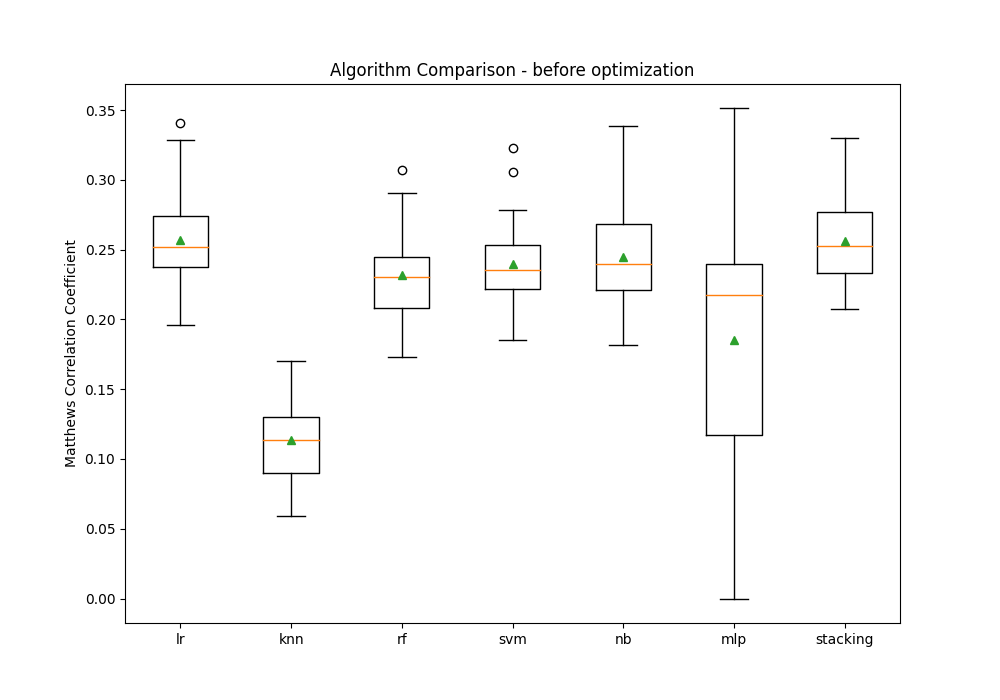 Algorithm Comparison - before optimization
Matthews Correlation Coefficient
0.35
0.30
0.25
0.20
0.15
0.10
0.05
0.00
lr knn rf svm nb mlp stacking